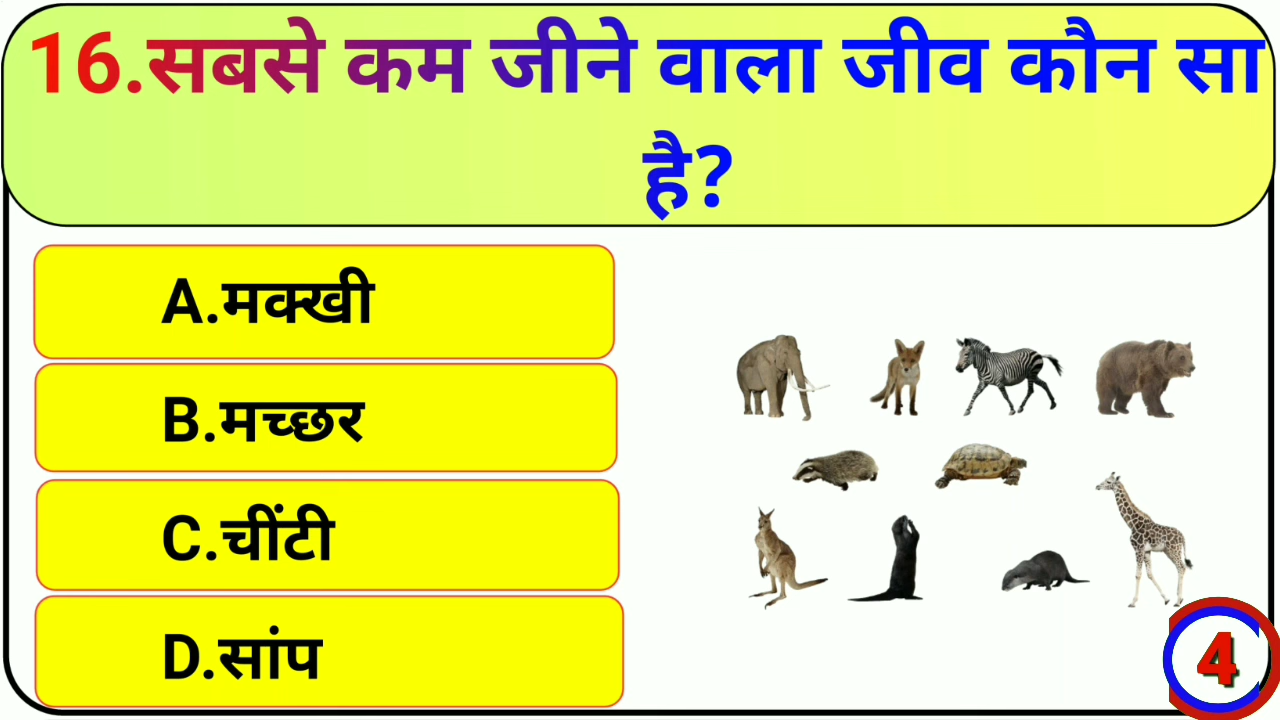 16.सबसे कम जीने वाला जीव कौन सा
है?
A.मक्खी
B.मच्छर
C.चींटी
D.सांप
4